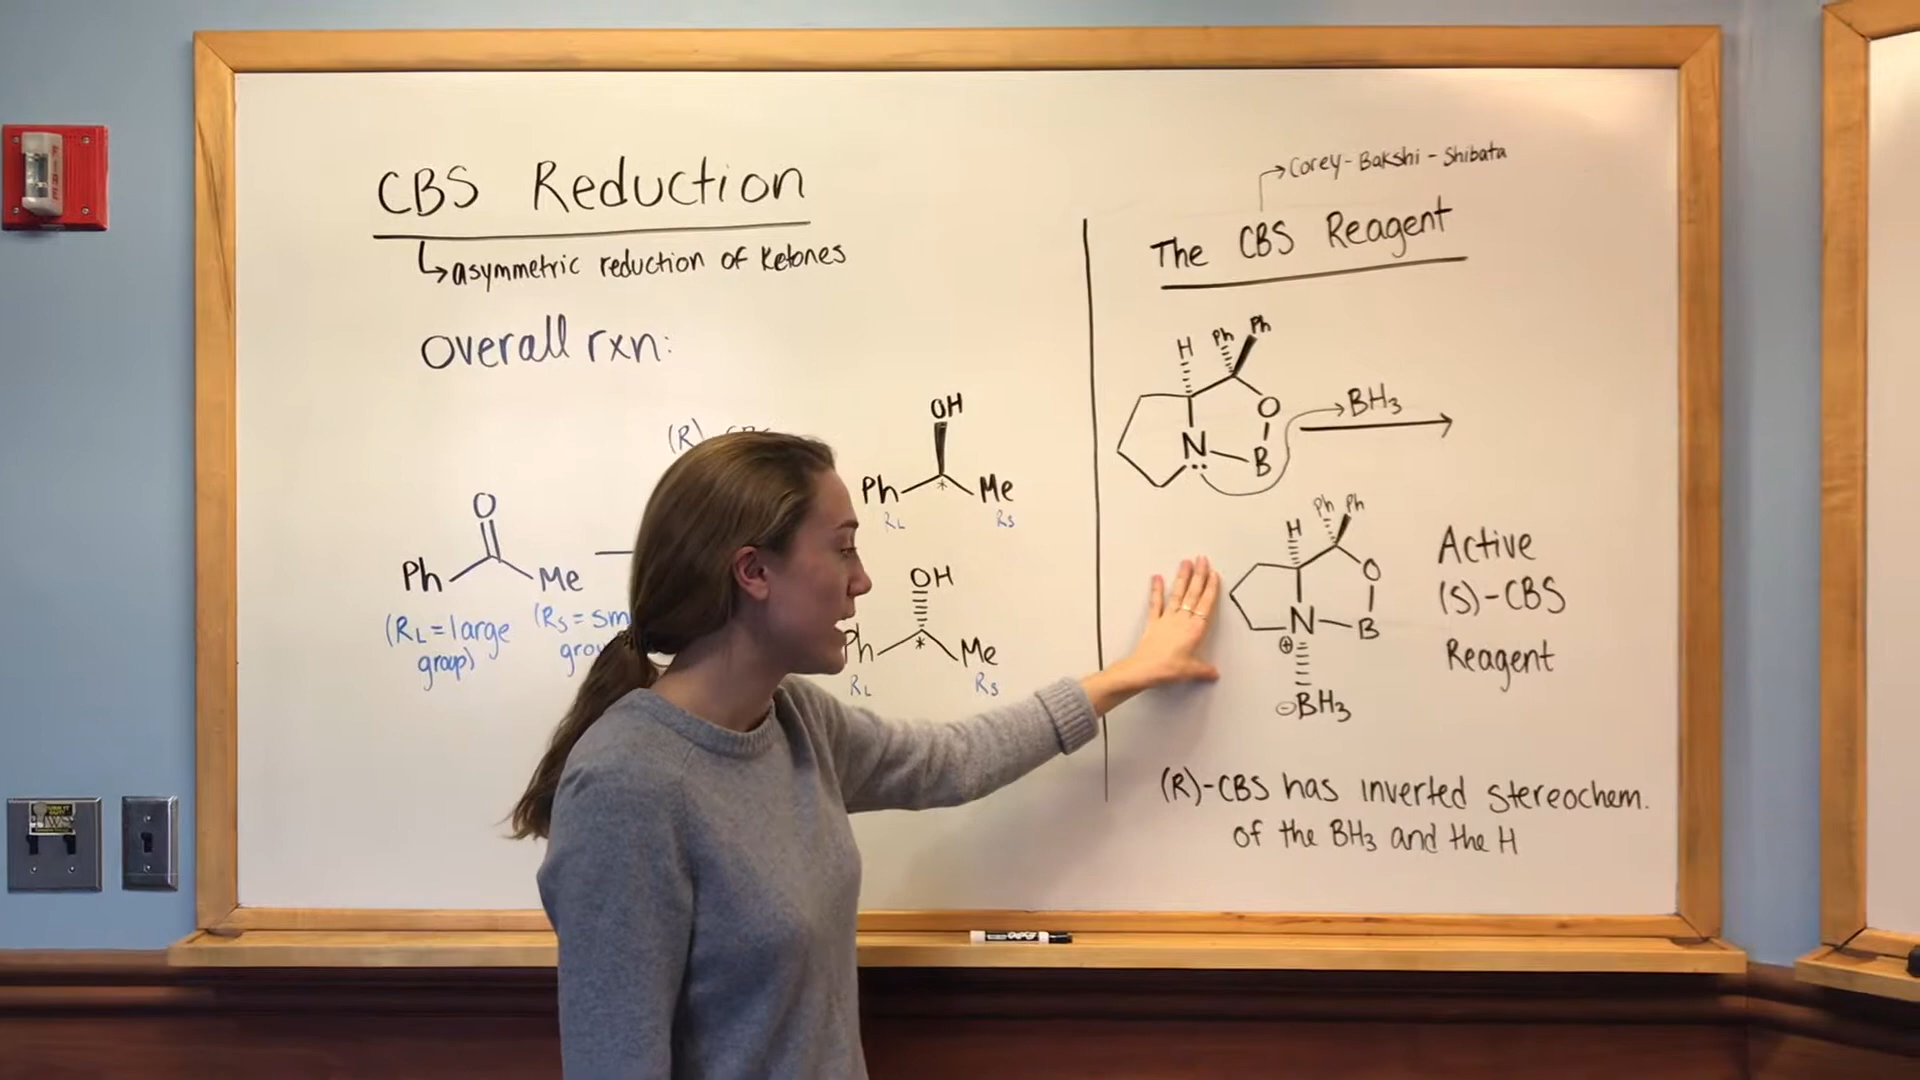 CBS Reduction
↳asymmetric reduction of Ketones
Overall rxn:
(R)
O
Ph
Me
(RL=large
group)
(RS=
OH
Ph
Me
RL
RS
OH
Ph
Me
RL
RS
→Corey-Bakshi-Shibata
The CBS Reagent
H
Ph
Ph
O
N
B
→BH3
H
Ph
Ph
O
N
B
⊕
⊖BH3
Active
(S)-CBS
Reagent
(R)-CBS has inverted stereochem.
of the BH3 and the H